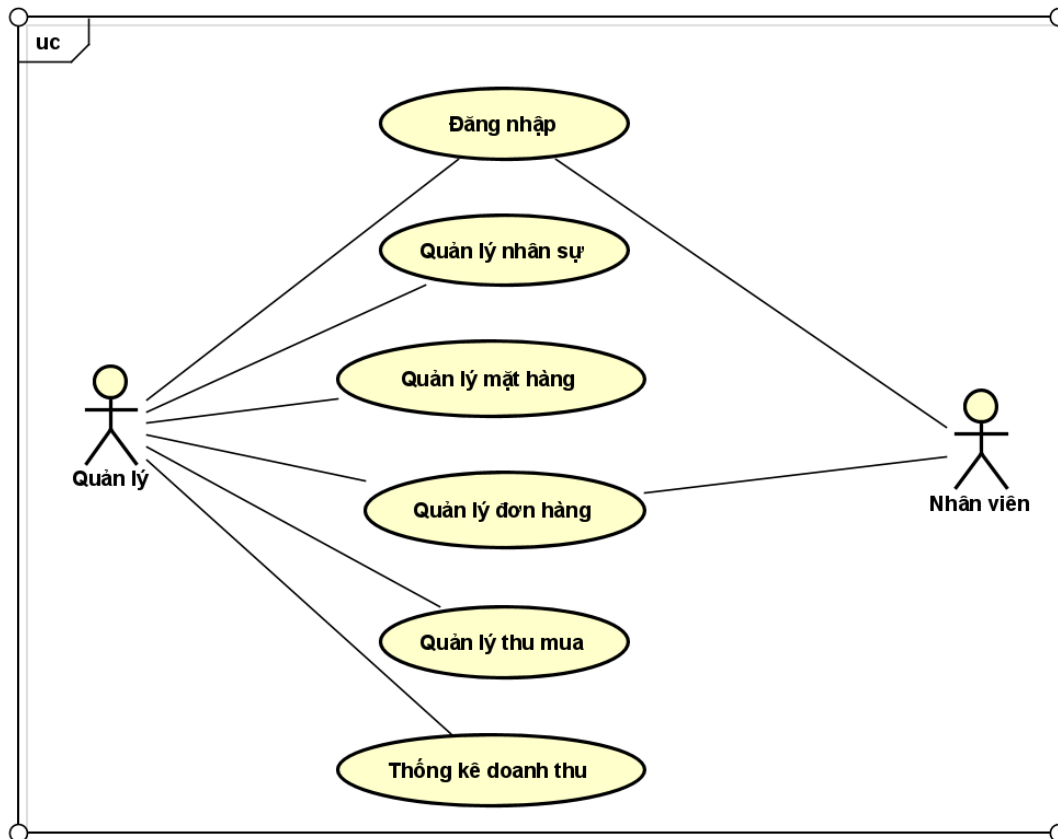 uc
Đăng nhập
Quản lý nhân sự
Quản lý mặt hàng
Quản lý
Nhân viên
Quản lý đơn hàng
Quản lý thu mua
Thống kê doanh thu